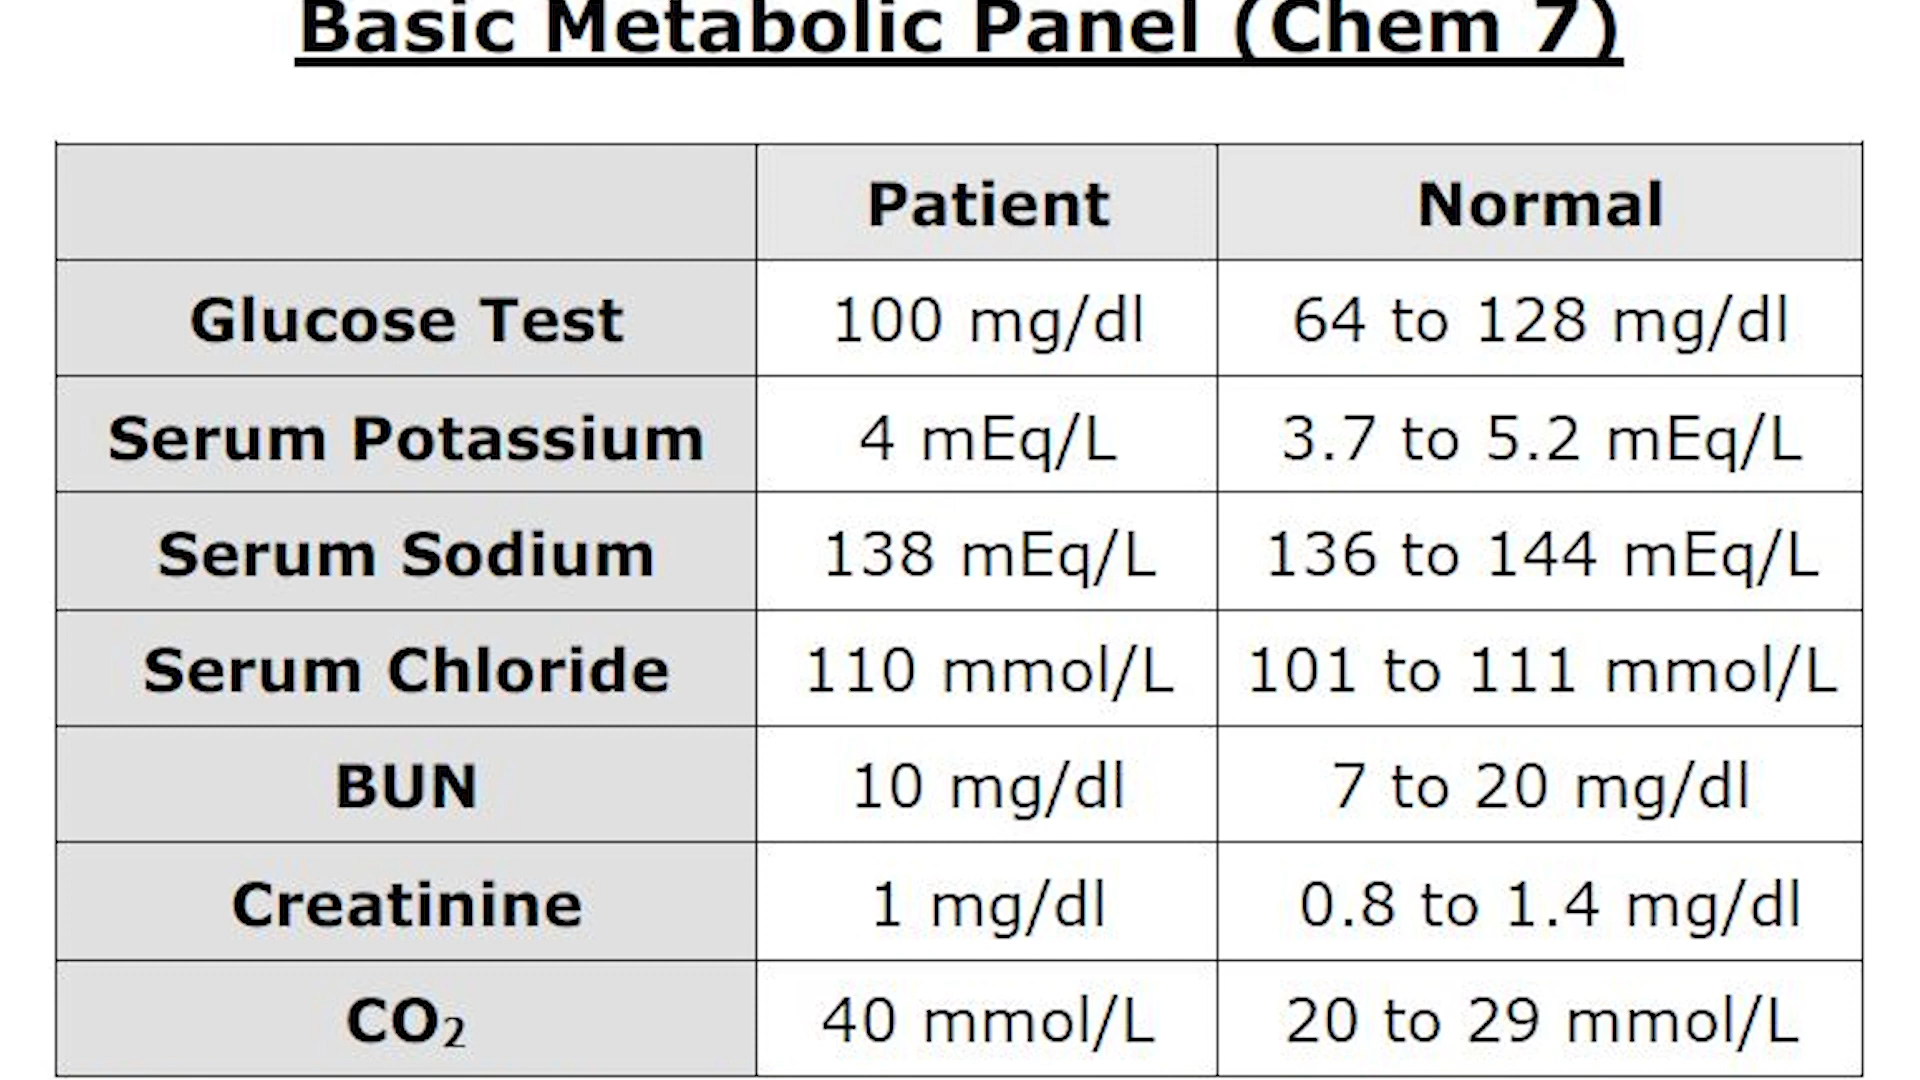 Basic Metabolic Panel (Chem 7)
Patient Normal
Glucose Test 100 mg/dl 64 to 128 mg/dl
Serum Potassium 4 mEq/L 3.7 to 5.2 mEq/L
Serum Sodium 138 mEq/L 136 to 144 mEq/L
Serum Chloride 110 mmol/L 101 to 111 mmol/L
BUN 10 mg/dl 7 to 20 mg/dl
Creatinine 1 mg/dl 0.8 to 1.4 mg/dl
CO₂ 40 mmol/L 20 to 29 mmol/L